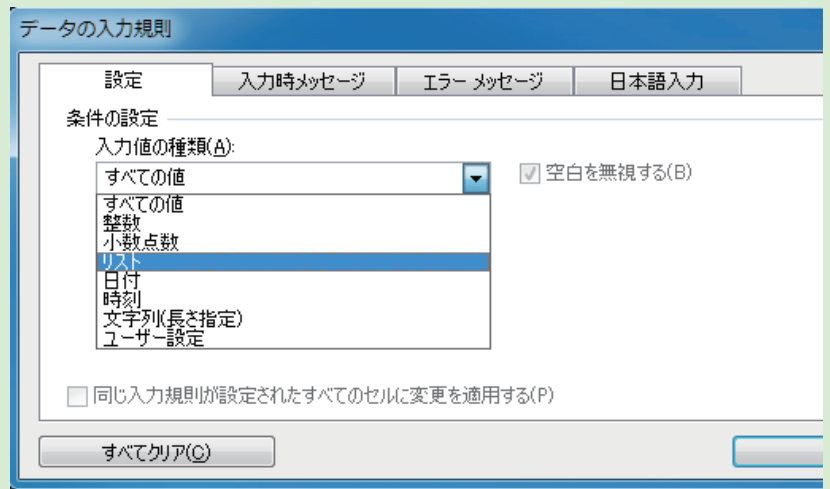 データの入力規則
設定
入力時メッセージ
エラー メッセージ
日本語入力
条件の設定
入力値の種類(A):
すべての値
空白を無視する(B)
すべての値
整数
小数点数
リスト
日付
時刻
文字列(長さ指定)
ユーザー設定
同じ入力規則が設定されたすべてのセルに変更を適用する(P)
すべてクリア(C)